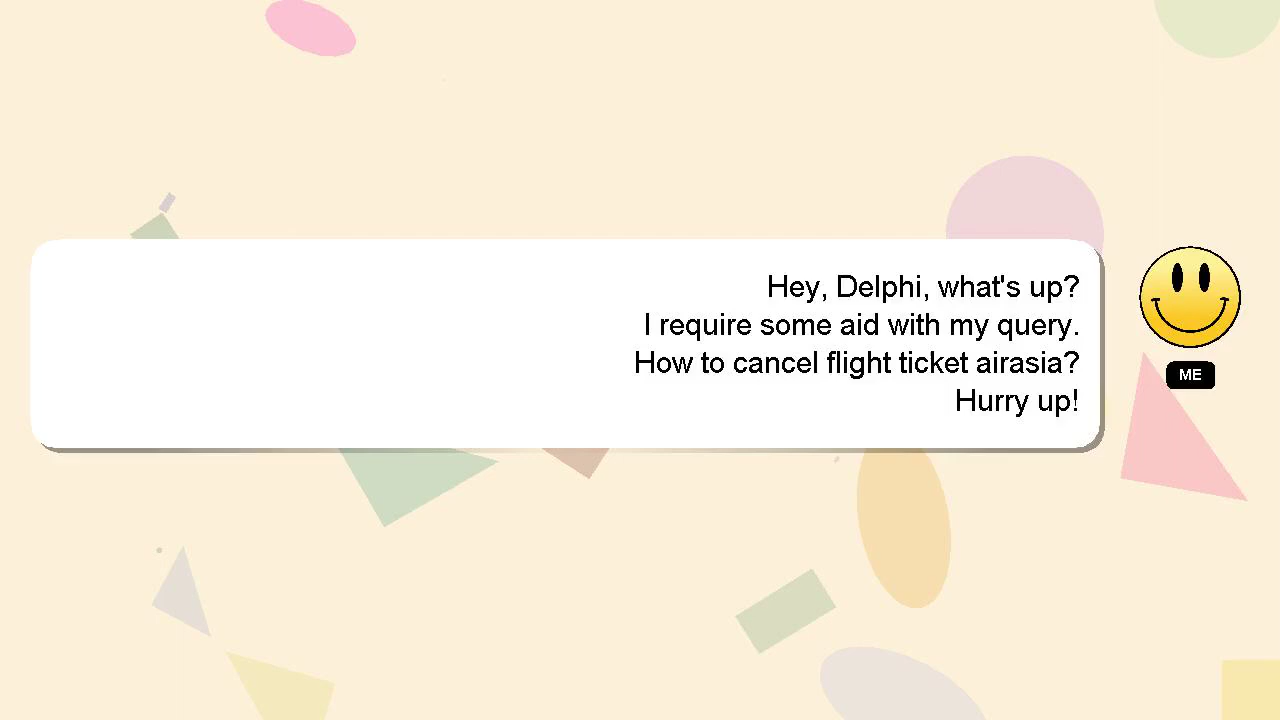 Hey, Delphi, what's up?
I require some aid with my query.
How to cancel flight ticket airasia?
Hurry up!
ME